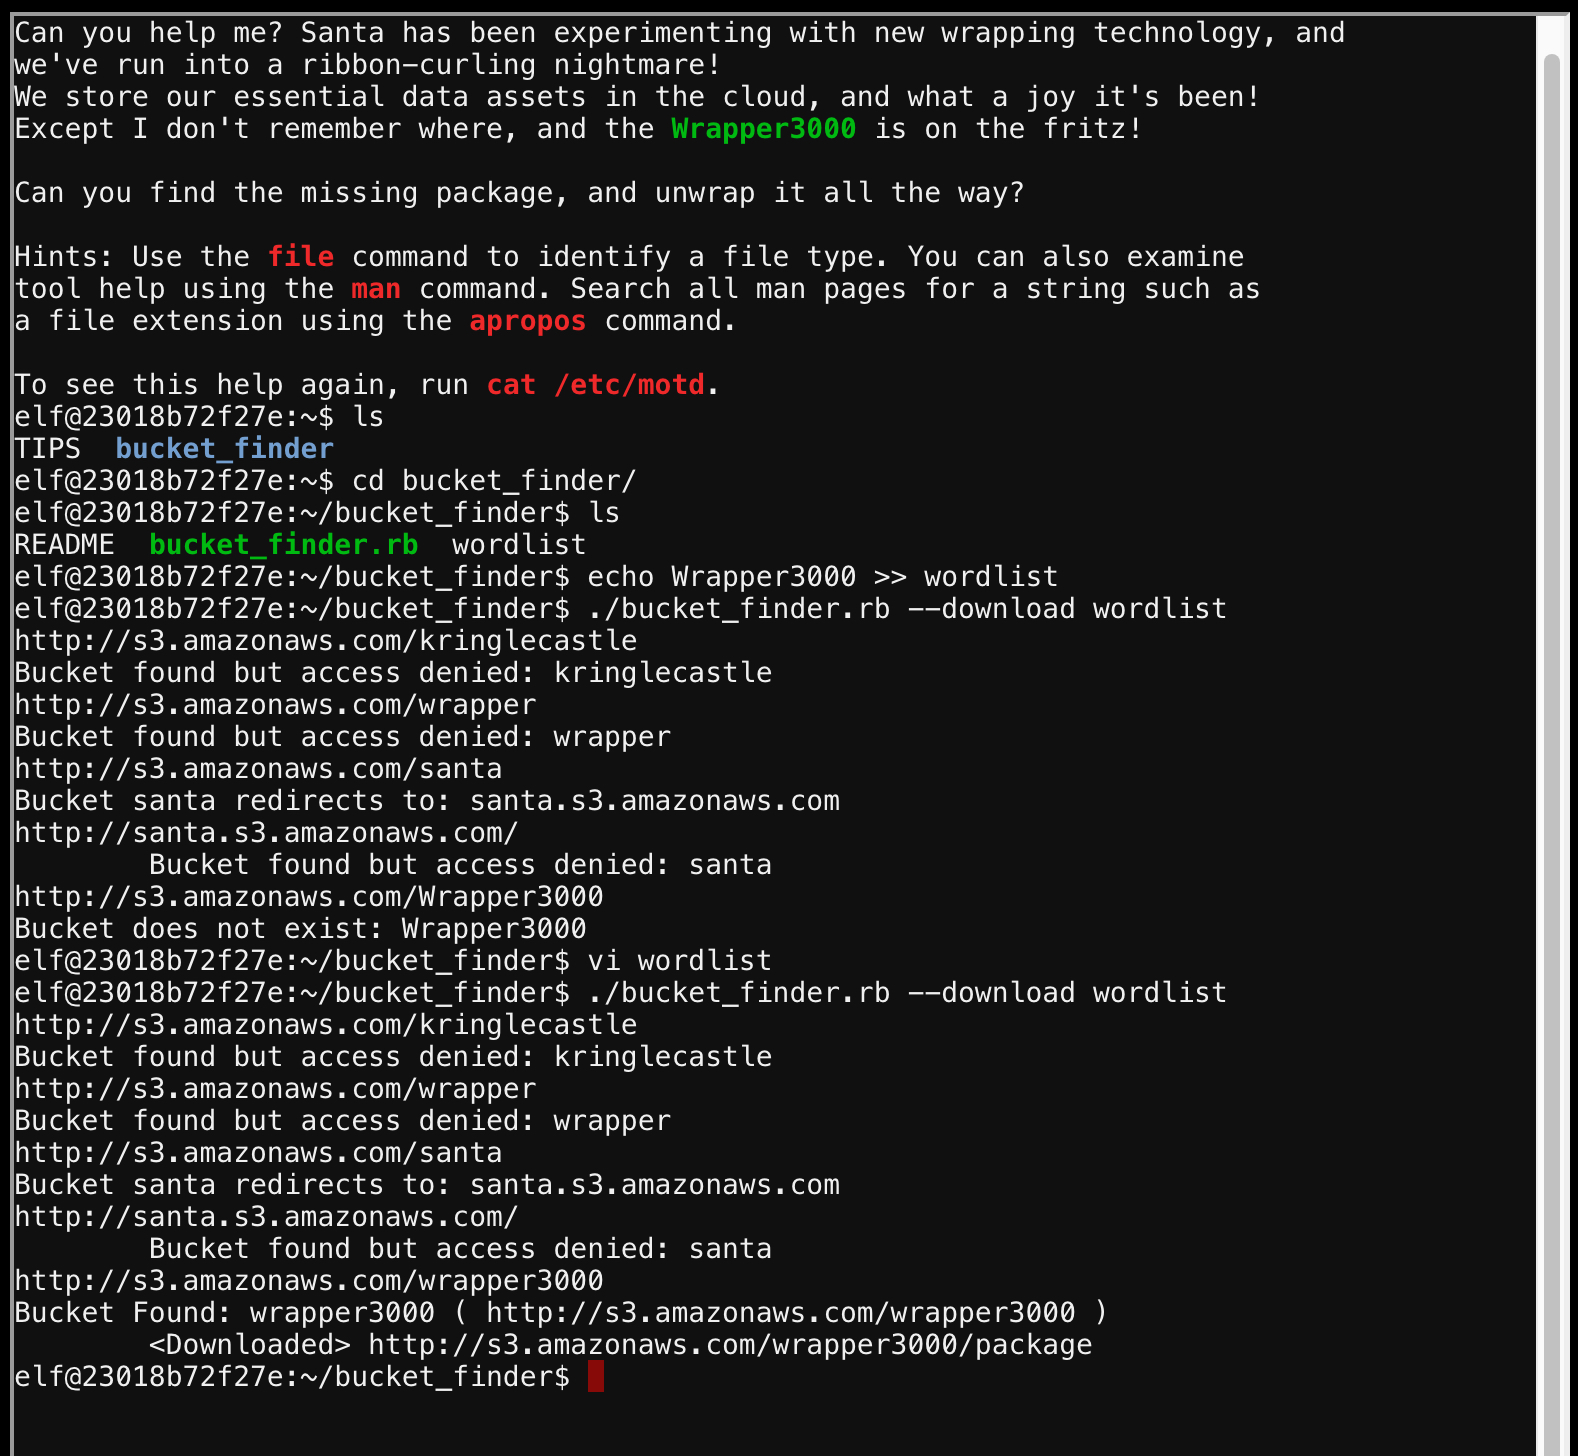 Can you help me? Santa has been experimenting with new wrapping technology, and
we've run into a ribbon-curling nightmare!
We store our essential data assets in the cloud, and what a joy it's been!
Except I don't remember where, and the Wrapper3000 is on the fritz!
Can you find the missing package, and unwrap it all the way?
Hints: Use the file command to identify a file type. You can also examine
tool help using the man command. Search all man pages for a string such as
a file extension using the apropos command.
To see this help again, run cat /etc/motd.
elf@23018b72f27e:~$ ls
TIPS  bucket_finder
elf@23018b72f27e:~$ cd bucket_finder/
elf@23018b72f27e:~/bucket_finder$ ls
README  bucket_finder.rb  wordlist
elf@23018b72f27e:~/bucket_finder$ echo Wrapper3000 >> wordlist
elf@23018b72f27e:~/bucket_finder$ ./bucket_finder.rb --download wordlist
http://s3.amazonaws.com/kringlecastle
Bucket found but access denied: kringlecastle
http://s3.amazonaws.com/wrapper
Bucket found but access denied: wrapper
http://s3.amazonaws.com/santa
Bucket santa redirects to: santa.s3.amazonaws.com
http://santa.s3.amazonaws.com/
        Bucket found but access denied: santa
http://s3.amazonaws.com/Wrapper3000
Bucket does not exist: Wrapper3000
elf@23018b72f27e:~/bucket_finder$ vi wordlist
elf@23018b72f27e:~/bucket_finder$ ./bucket_finder.rb --download wordlist
http://s3.amazonaws.com/kringlecastle
Bucket found but access denied: kringlecastle
http://s3.amazonaws.com/wrapper
Bucket found but access denied: wrapper
http://s3.amazonaws.com/santa
Bucket santa redirects to: santa.s3.amazonaws.com
http://santa.s3.amazonaws.com/
        Bucket found but access denied: santa
http://s3.amazonaws.com/wrapper3000
Bucket Found: wrapper3000 ( http://s3.amazonaws.com/wrapper3000 )
        <Downloaded> http://s3.amazonaws.com/wrapper3000/package
elf@23018b72f27e:~/bucket_finder$